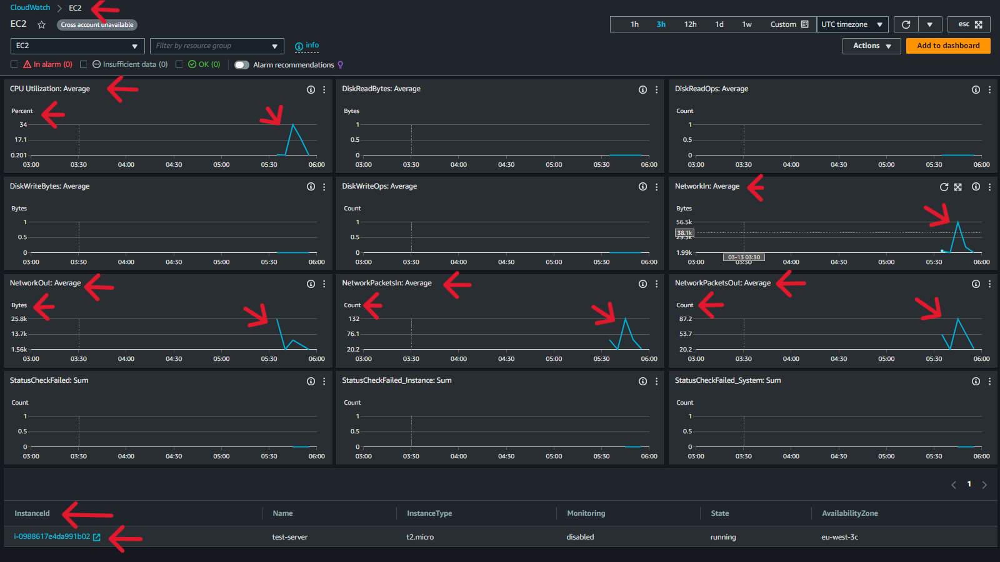 CloudWatch > EC2
EC2 Cross account unavailable
1h 3h 12h 1d 1w Custom UTC timezone esc
EC2 Filter by resource group info
Actions Add to dashboard
In alarm (0) Insufficient data (0) OK (0) Alarm recommendations
CPU Utilization: Average
Percent
34
17.1
0.201
03:00 03:30 04:00 04:30 05:00 05:30 06:00
DiskReadBytes: Average
Bytes
1
0.5
0
03:00 03:30 04:00 04:30 05:00 05:30 06:00
DiskReadOps: Average
Count
1
0.5
0
03:00 03:30 04:00 04:30 05:00 05:30 06:00
DiskWriteBytes: Average
Bytes
1
0.5
0
03:00 03:30 04:00 04:30 05:00 05:30 06:00
DiskWriteOps: Average
Count
1
0.5
0
03:00 03:30 04:00 04:30 05:00 05:30 06:00
NetworkIn: Average
Bytes
56.5k
38.1k
29.3k
1.99k
03-13 03:30
03:00 03:30 04:00 04:30 05:00 05:30 06:00
NetworkOut: Average
Bytes
25.8k
13.7k
1.56k
03:00 03:30 04:00 04:30 05:00 05:30 06:00
NetworkPacketsIn: Average
Count
132
76.1
20.2
03:00 03:30 04:00 04:30 05:00 05:30 06:00
NetworkPacketsOut: Average
Count
87.2
53.7
20.2
03:00 03:30 04:00 04:30 05:00 05:30 06:00
StatusCheckFailed: Sum
Count
1
0.5
0
03:00 03:30 04:00 04:30 05:00 05:30 06:00
StatusCheckFailed_Instance: Sum
Count
1
0.5
0
03:00 03:30 04:00 04:30 05:00 05:30 06:00
StatusCheckFailed_System: Sum
Count
1
0.5
0
03:00 03:30 04:00 04:30 05:00 05:30 06:00
1
InstanceId Name InstanceType Monitoring State AvailabilityZone
i-0988617e4da991b02 test-server t2.micro disabled running eu-west-3c